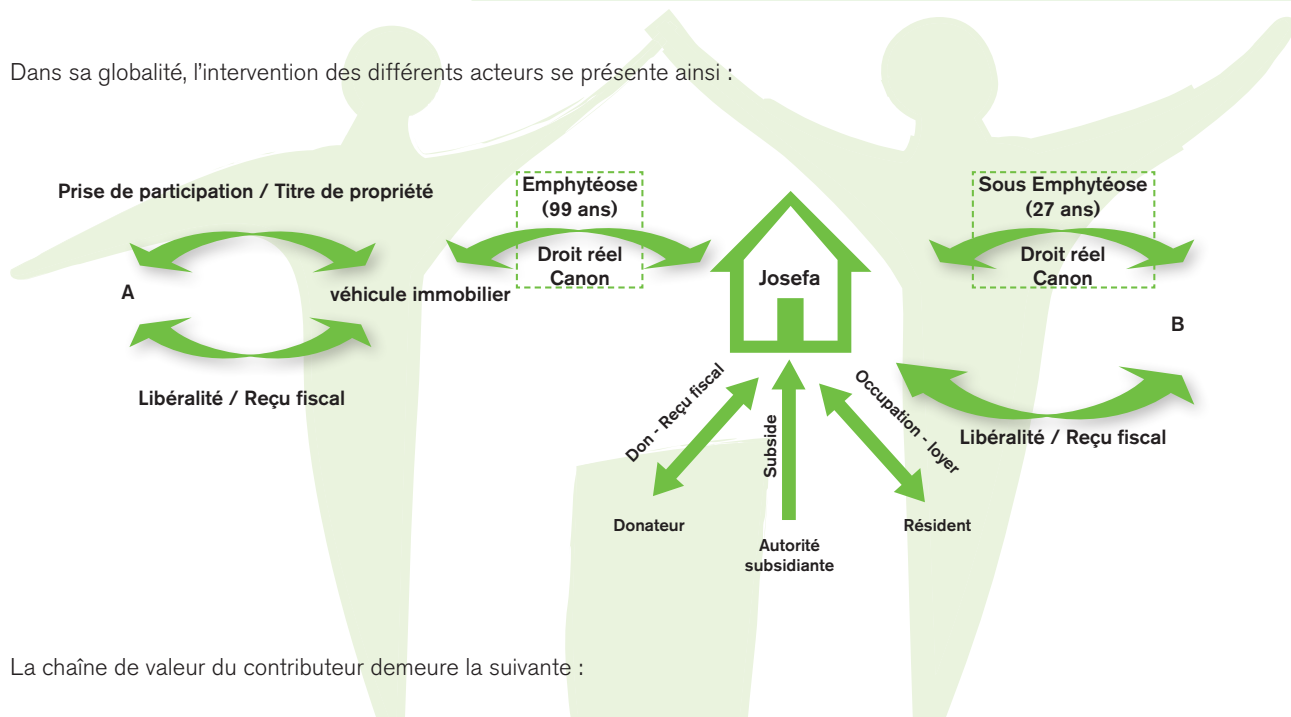 Dans sa globalité, l'intervention des différents acteurs se présente ainsi :
Prise de participation / Titre de propriété
Emphytéose
(99 ans)
Droit réel
Canon
Sous Emphytéose
(27 ans)
Droit réel
Canon
A
véhicule immobilier
Josefa
B
Libéralité / Reçu fiscal
Don - Reçu fiscal
Subside
Occupation - loyer
Libéralité / Reçu fiscal
Donateur
Autorité
subsidiante
Résident
La chaîne de valeur du contributeur demeure la suivante :